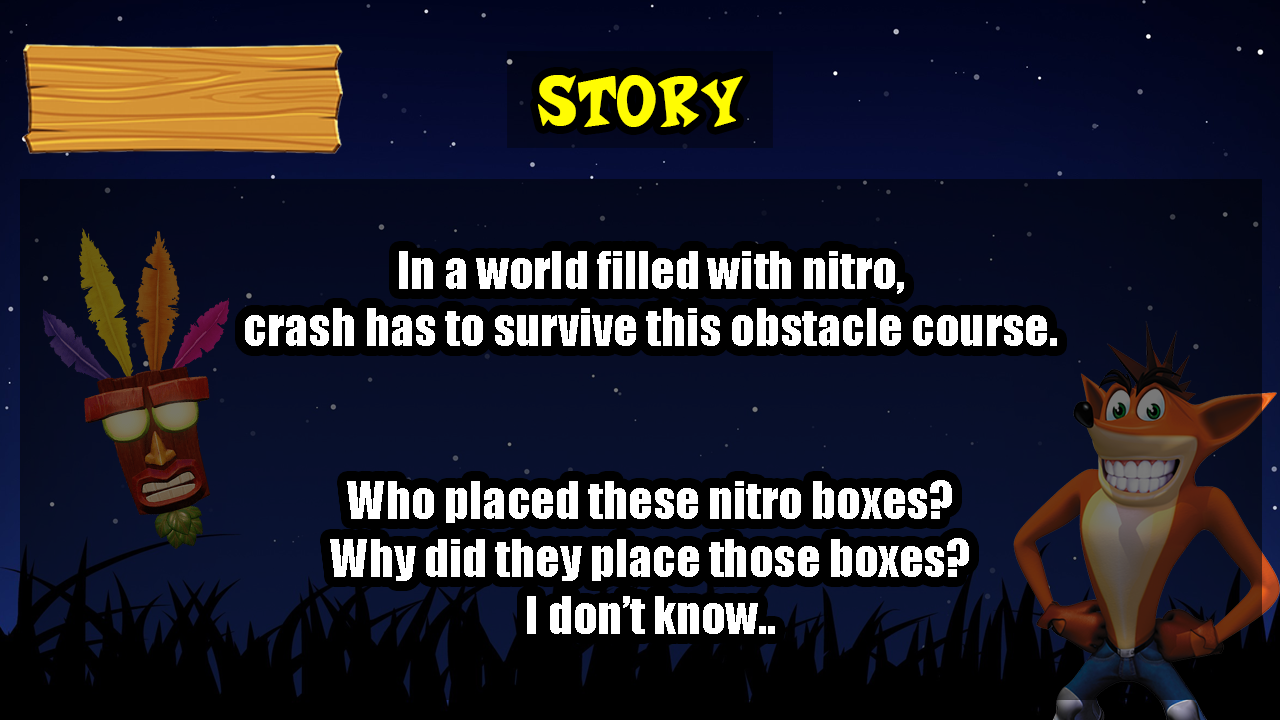 STORY
In a world filled with nitro,
crash has to survive this obstacle course.
Who placed these nitro boxes?
Why did they place those boxes?
I don’t know..